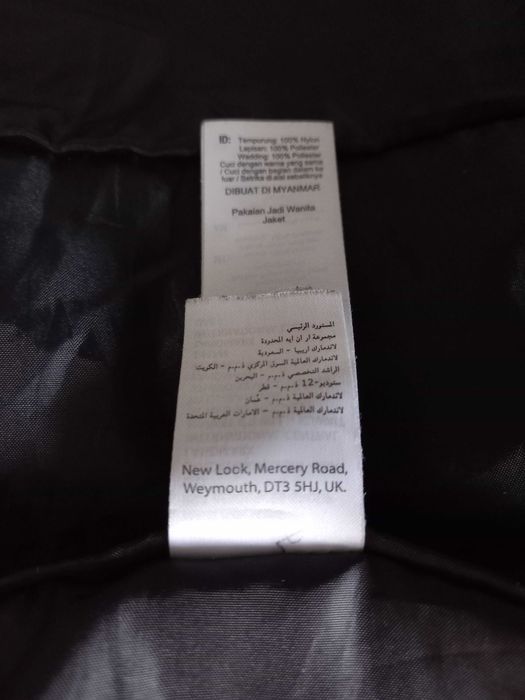 ID: Temporung: 100% Nylon
Lapisan: 100% Poliester
Wadding: 100% Poliester
Cuci dengan warna yang sama
/ Cuci dengan bagian dalam ke
luar / Setrika di sisi sebaliknya
DIBUAT DI MYANMAR
Pakaian Jadi Wanita
Jaket
المستورد الرئيسي
مجموعة ار ان ايه المحدودة
لاندمارك اريبيا - السعودية
لاندمارك العالمية السوق المركزي ذ.م.م - الكويت
الراشد التخصصي ذ.م.م - البحرين
ستوديو-12 ذ.م.م - قطر
لاندمارك العالمية ذ.م.م - عُمان
لاندمارك العالمية ذ.م.م - الامارات العربية المتحدة
New Look, Mercery Road,
Weymouth, DT3 5HJ, UK.